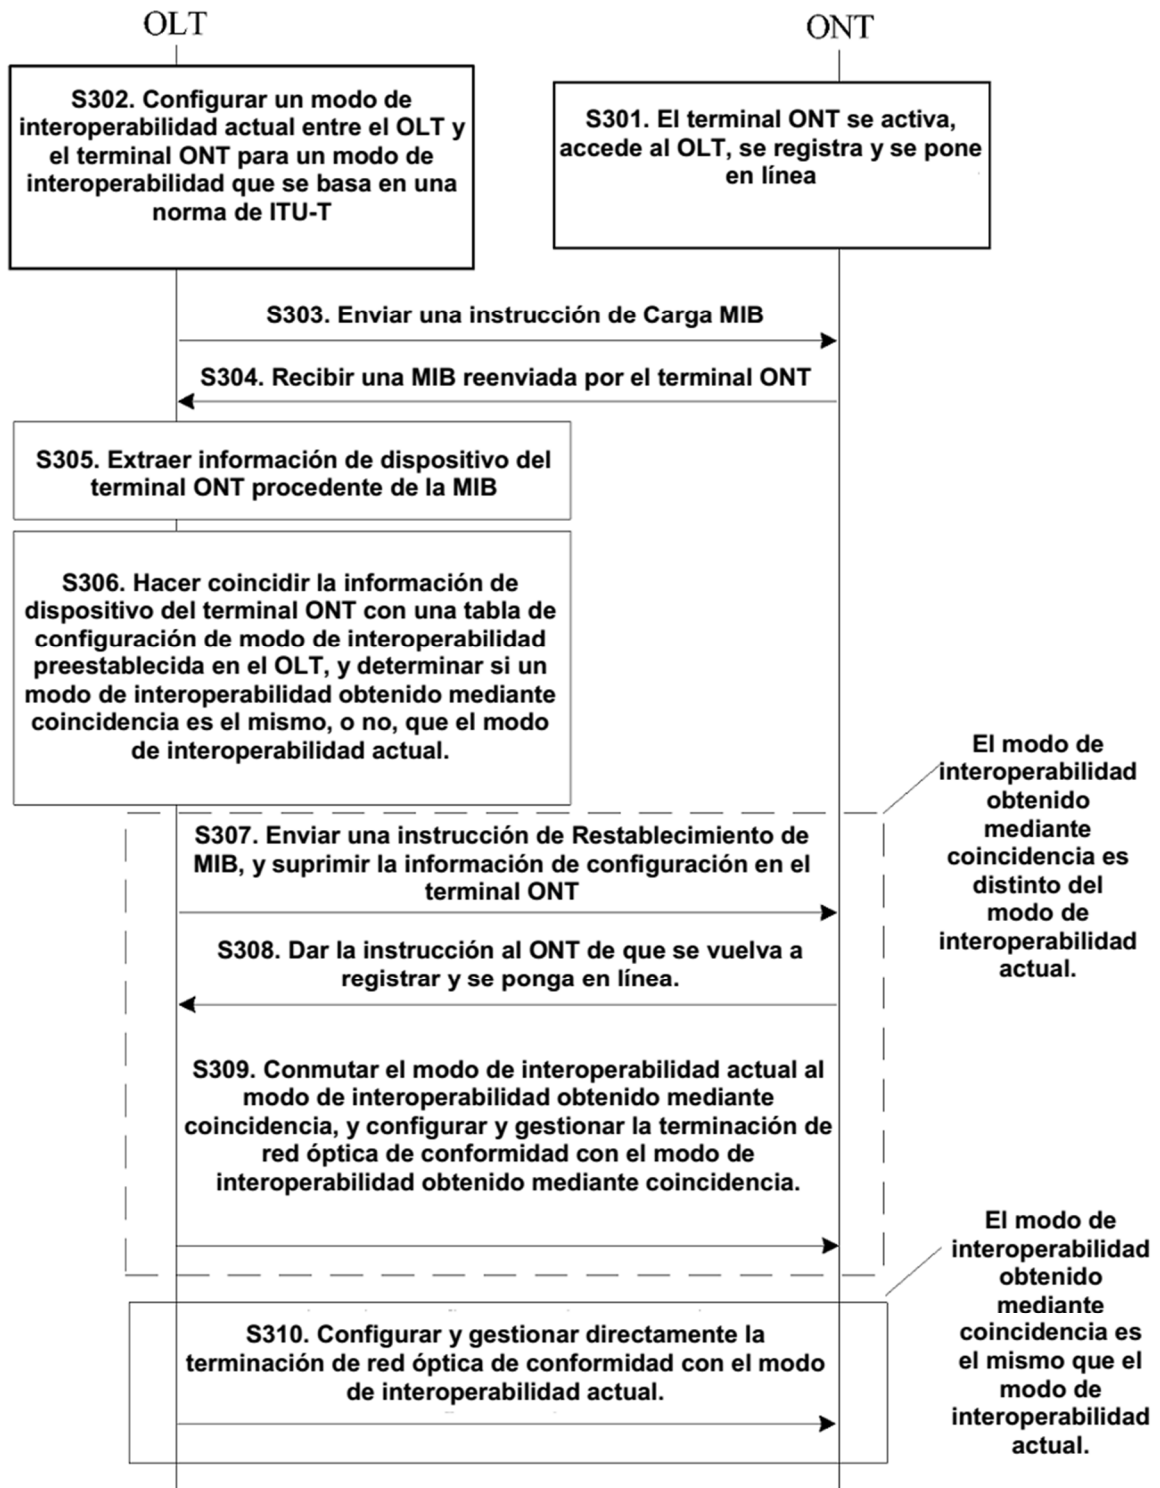 OLT
ONT
S302. Configurar un modo de
interoperabilidad actual entre el OLT y
el terminal ONT para un modo de
interoperabilidad que se basa en una
norma de ITU-T
S301. El terminal ONT se activa,
accede al OLT, se registra y se pone
en línea
S303. Enviar una instrucción de Carga MIB
S304. Recibir una MIB reenviada por el terminal ONT
S305. Extraer información de dispositivo del
terminal ONT procedente de la MIB
S306. Hacer coincidir la información de
dispositivo del terminal ONT con una tabla de
configuración de modo de interoperabilidad
preestablecida en el OLT, y determinar si un
modo de interoperabilidad obtenido mediante
coincidencia es el mismo, o no, que el modo
de interoperabilidad actual.
El modo de
interoperabilidad
obtenido
mediante
coincidencia es
distinto del
modo de
interoperabilidad
actual.
S307. Enviar una instrucción de Restablecimiento de
MIB, y suprimir la información de configuración en el
terminal ONT
S308. Dar la instrucción al ONT de que se vuelva a
registrar y se ponga en línea.
S309. Conmutar el modo de interoperabilidad actual al
modo de interoperabilidad obtenido mediante
coincidencia, y configurar y gestionar la terminación de
red óptica de conformidad con el modo de
interoperabilidad obtenido mediante coincidencia.
El modo de
interoperabilidad
obtenido
mediante
coincidencia es
el mismo que el
modo de
interoperabilidad
actual.
S310. Configurar y gestionar directamente la
terminación de red óptica de conformidad con el modo
de interoperabilidad actual.